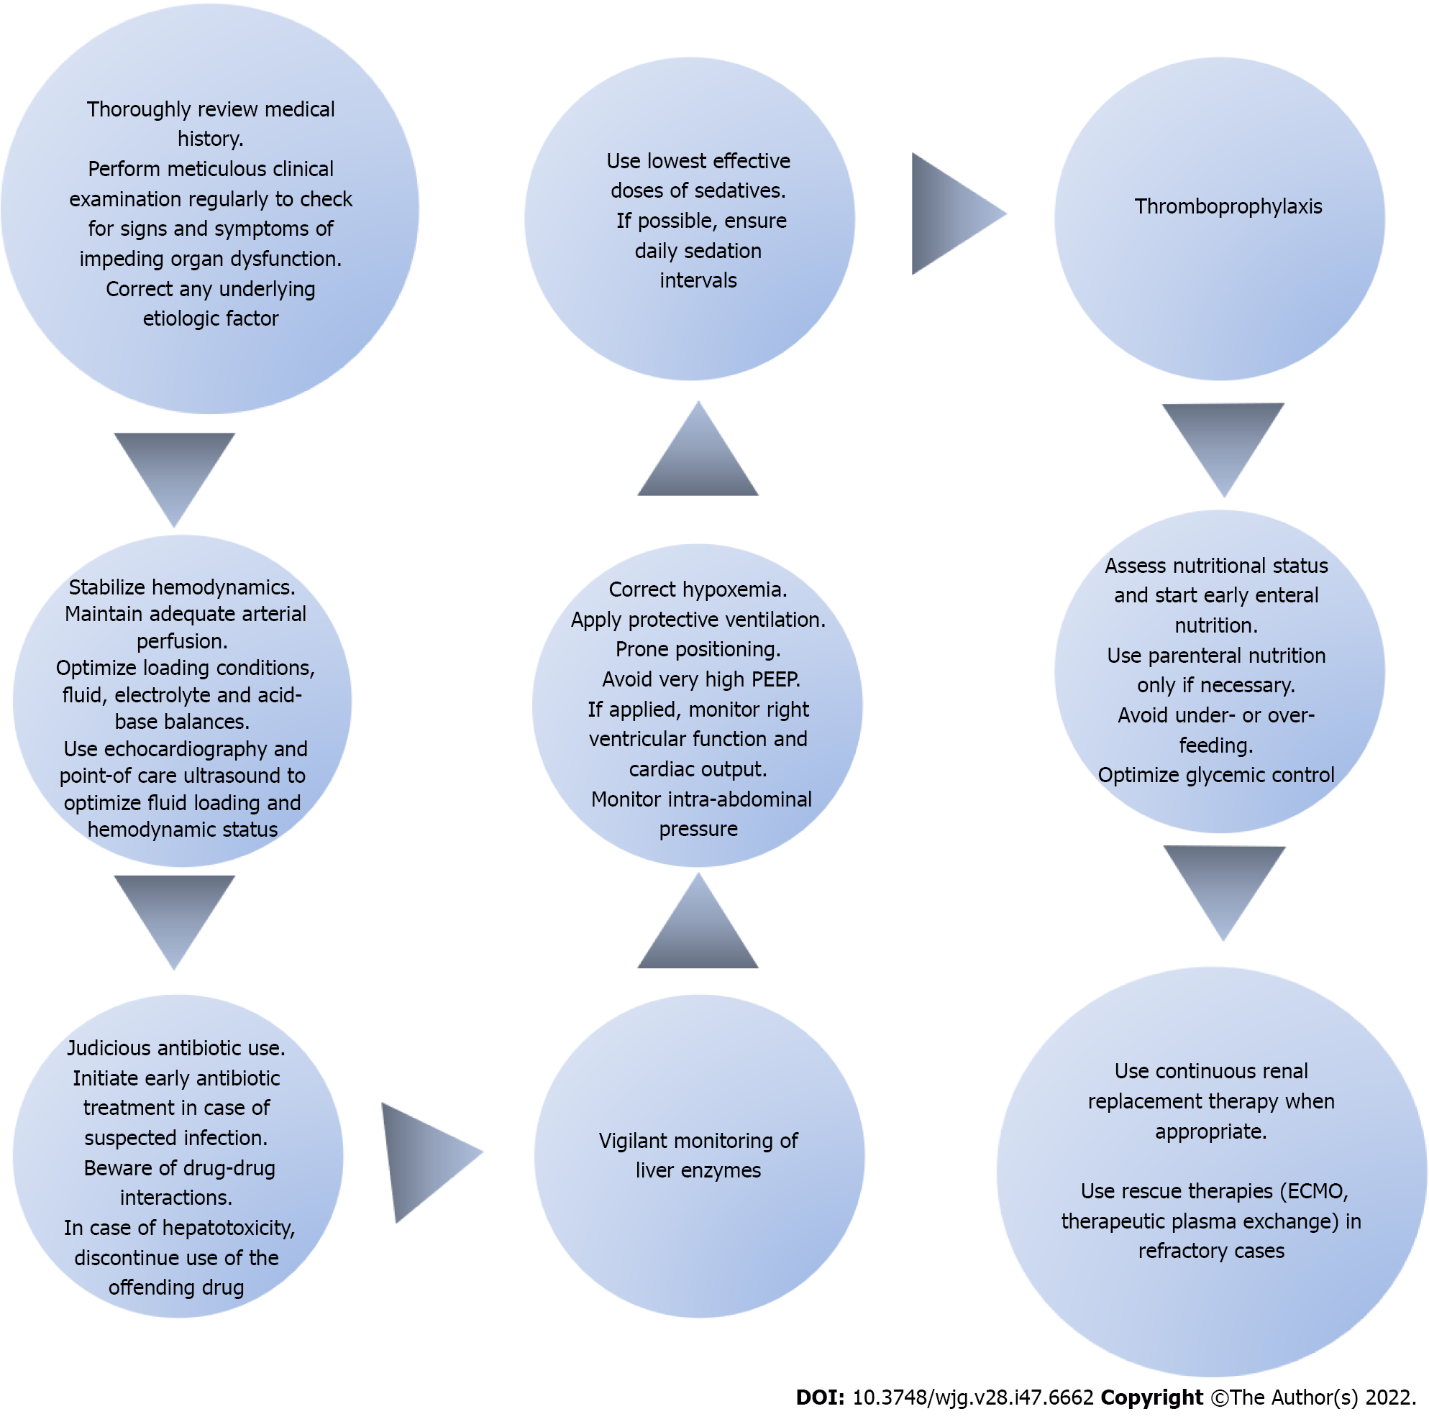 Thoroughly review medical
history.
Perform meticulous clinical
examination regularly to check
for signs and symptoms of
impeding organ dysfunction.
Correct any underlying
etiologic factor
Stabilize hemodynamics.
Maintain adequate arterial
perfusion.
Optimize loading conditions,
fluid, electrolyte and acid-
base balances.
Use echocardiography and
point-of care ultrasound to
optimize fluid loading and
hemodynamic status
Judicious antibiotic use.
Initiate early antibiotic
treatment in case of
suspected infection.
Beware of drug-drug
interactions.
In case of hepatotoxicity,
discontinue use of the
offending drug
Vigilant monitoring of
liver enzymes
Correct hypoxemia.
Apply protective ventilation.
Prone positioning.
Avoid very high PEEP.
If applied, monitor right
ventricular function and
cardiac output.
Monitor intra-abdominal
pressure
Use lowest effective
doses of sedatives.
If possible, ensure
daily sedation
intervals
Thromboprophylaxis
Assess nutritional status
and start early enteral
nutrition.
Use parenteral nutrition
only if necessary.
Avoid under- or over-
feeding.
Optimize glycemic control
Use continuous renal
replacement therapy when
appropriate.
Use rescue therapies (ECMO,
therapeutic plasma exchange) in
refractory cases
DOI: 10.3748/wjg.v28.i47.6662 Copyright ©The Author(s) 2022.